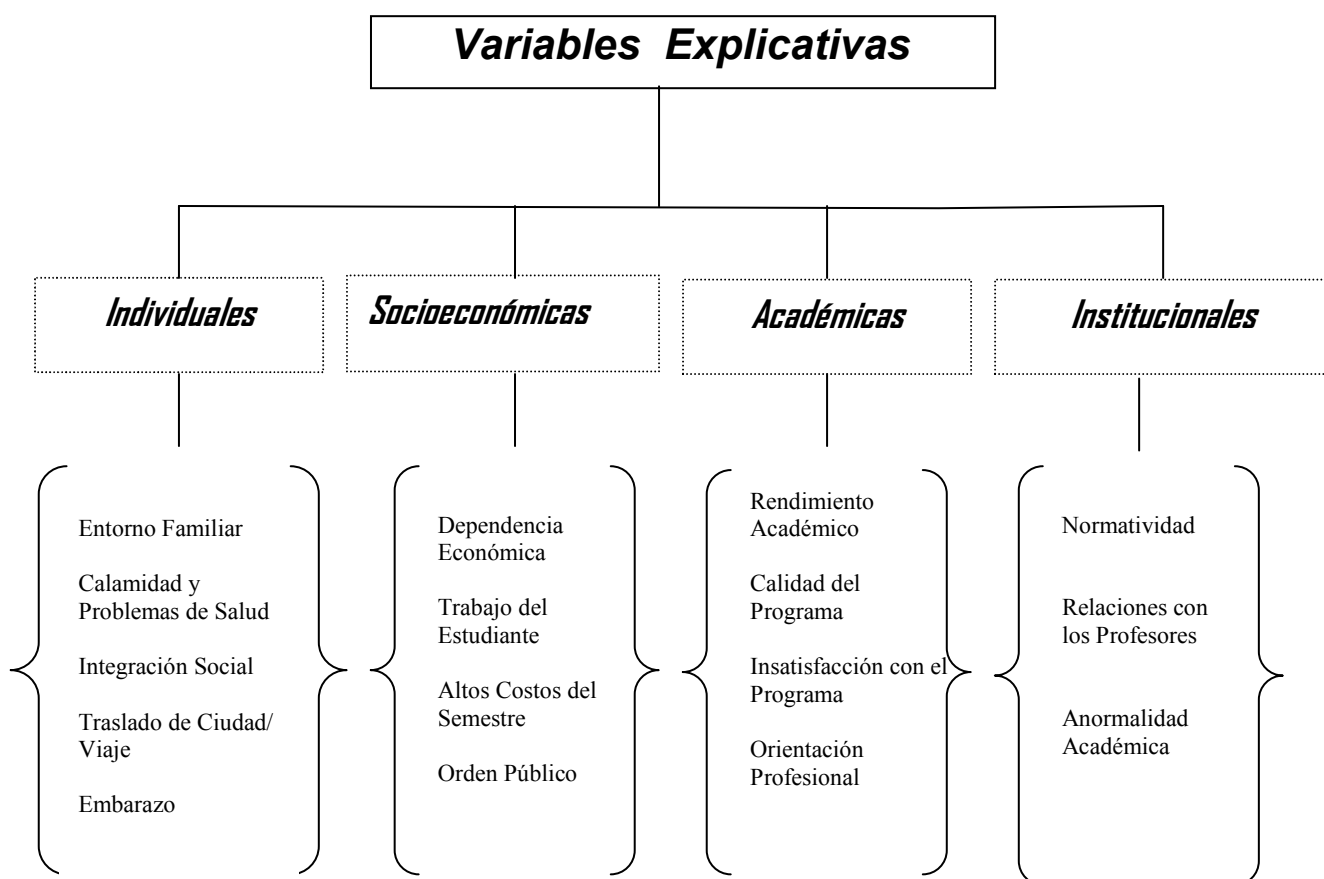 Variables Explicativas
Individuales
Socioeconómicas
Académicas
Institucionales
Entorno Familiar
Calamidad y
Problemas de Salud
Integración Social
Traslado de Ciudad/
Viaje
Embarazo
Dependencia
Económica
Trabajo del
Estudiante
Altos Costos del
Semestre
Orden Público
Rendimiento
Académico
Calidad del
Programa
Insatisfacción con el
Programa
Orientación
Profesional
Normatividad
Relaciones con
los Profesores
Anormalidad
Académica